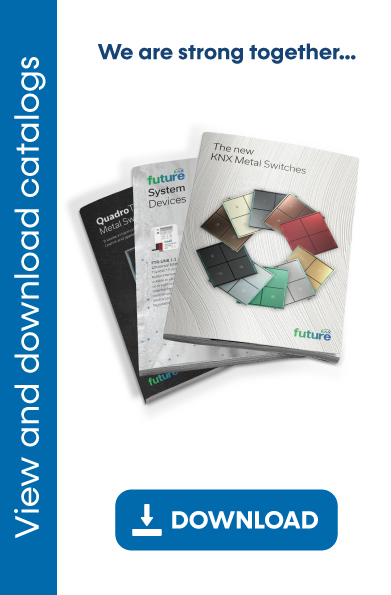 We are strong together...
View and download catalogs
The new
KNX Metal Switches
future
future
System
Devices
Quadro
Metal
future
DOWNLOAD